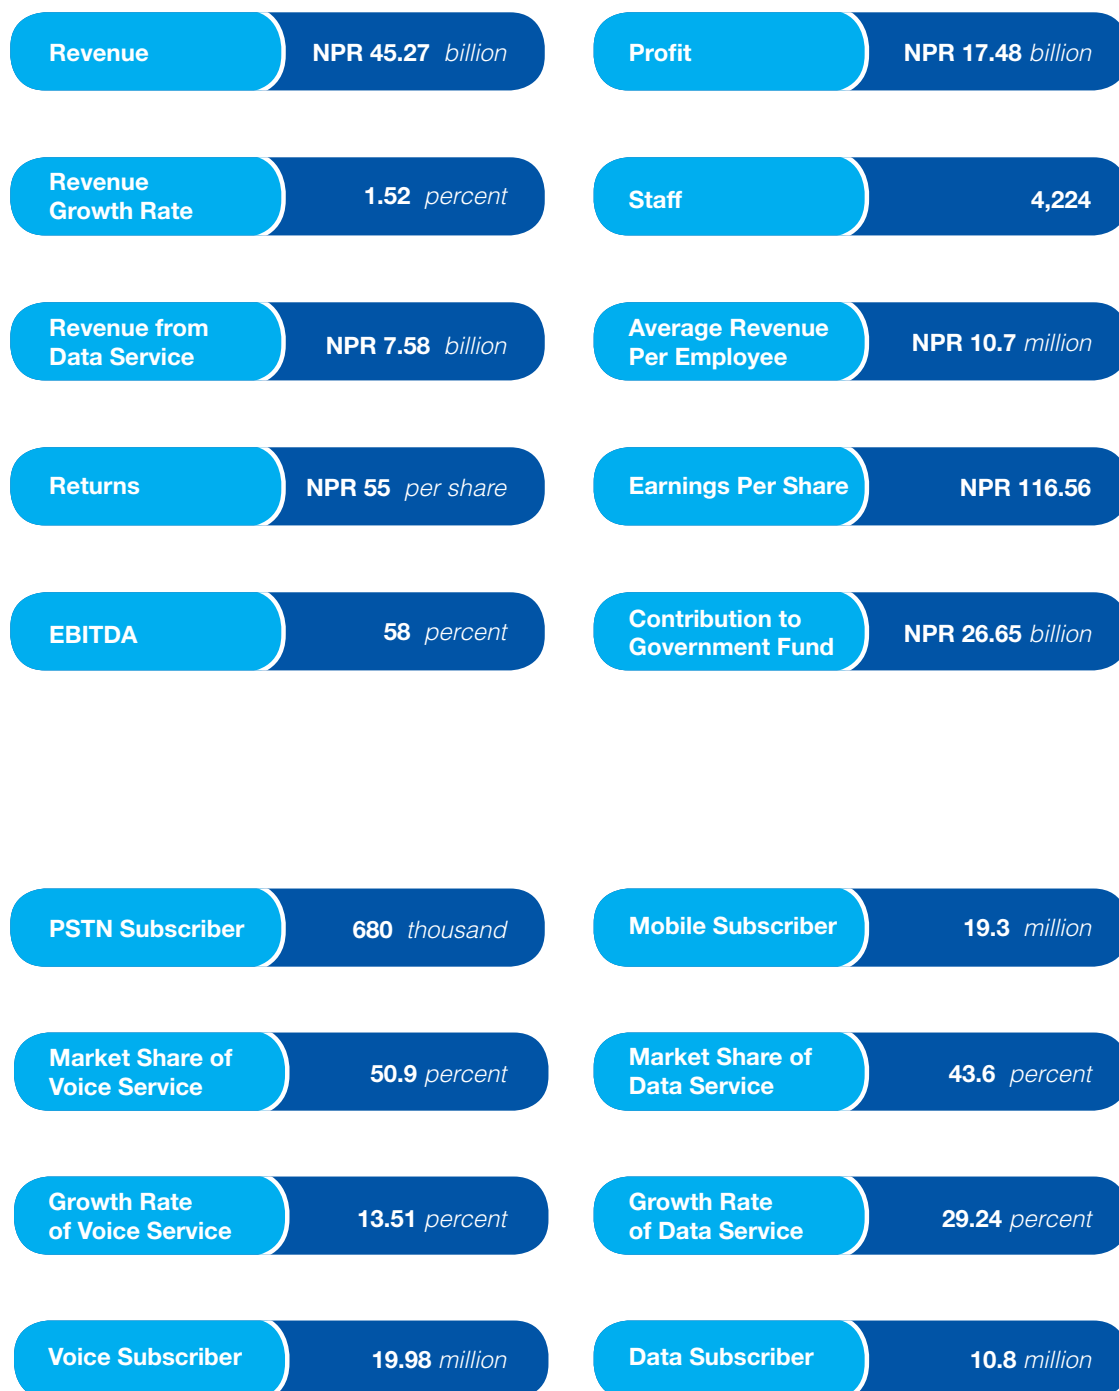 Revenue NPR 45.27 billion
Profit NPR 17.48 billion
Revenue
Growth Rate
1.52 percent
Staff 4,224
Revenue from
Data Service
NPR 7.58 billion
Average Revenue
Per Employee
NPR 10.7 million
Returns NPR 55 per share
Earnings Per Share NPR 116.56
EBITDA 58 percent
Contribution to
Government Fund
NPR 26.65 billion
PSTN Subscriber 680 thousand
Mobile Subscriber 19.3 million
Market Share of
Voice Service
50.9 percent
Market Share of
Data Service
43.6 percent
Growth Rate
of Voice Service
13.51 percent
Growth Rate
of Data Service
29.24 percent
Voice Subscriber 19.98 million
Data Subscriber 10.8 million